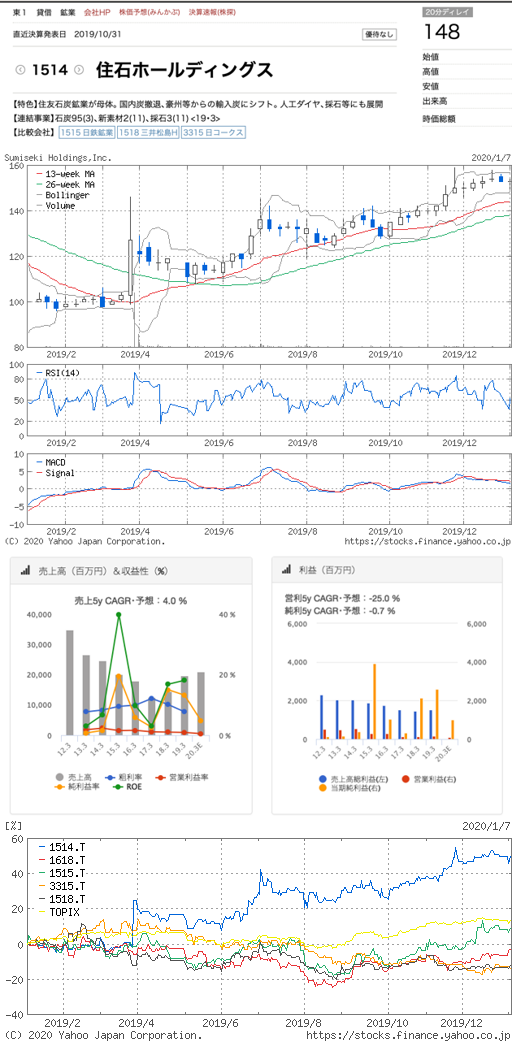 東1 貸借 鉱業 会社HP 株価予想(みんかぶ) 決算速報(株探)
直近決算発表日 2019/10/31
優待なし
1514 住石ホールディングス
【特色】住友石炭鉱業が母体。国内炭撤退、豪州等からの輸入炭にシフト。人工ダイヤ、採石等にも展開
【連結事業】石炭95(3)、新素材2(11)、採石3(11) <19・3>
【比較会社】 1515 日鉄鉱業 1518 三井松島H 3315 日コークス
20分ディレイ
148
始値
高値
安値
出来高
時価総額
Sumiseki Holdings,Inc. 2020/1/7
160
140
120
100
80
13-week MA
26-week MA
Bollinger
Volume
2019/2 2019/4 2019/6 2019/8 2019/10 2019/12
100
80
50
20
0
RSI(14)
2019/2 2019/4 2019/6 2019/8 2019/10 2019/12
10
5
0
-5
-10
MACD
Signal
2019/2 2019/4 2019/6 2019/8 2019/10 2019/12
(C) 2020 Yahoo Japan Corporation. https://stocks.finance.yahoo.co.jp
売上高（百万円）＆収益性（%）
売上5y CAGR・予想：4.0 %
40,000 40 %
30,000
20,000 20 %
10,000
0 0 %
12.3 13.3 14.3 15.3 16.3 17.3 18.3 19.3 20.3E
売上高 粗利率 営業利益率
純利益率 ROE
利益（百万円）
営利5y CAGR・予想：-25.0 %
純利5y CAGR・予想：-0.7 %
6,000 6,000
4,000 4,000
2,000 2,000
0 0
12.3 13.3 14.3 15.3 16.3 17.3 18.3 19.3 20.3E
売上高総利益(左) 営業利益(右)
当期純利益(右)
[%] 2020/1/7
60
40
20
0
-20
-40
1514.T
1618.T
1515.T
3315.T
1518.T
TOPIX
2019/2 2019/4 2019/6 2019/8 2019/10 2019/12
(C) 2020 Yahoo Japan Corporation. https://stocks.finance.yahoo.co.jp